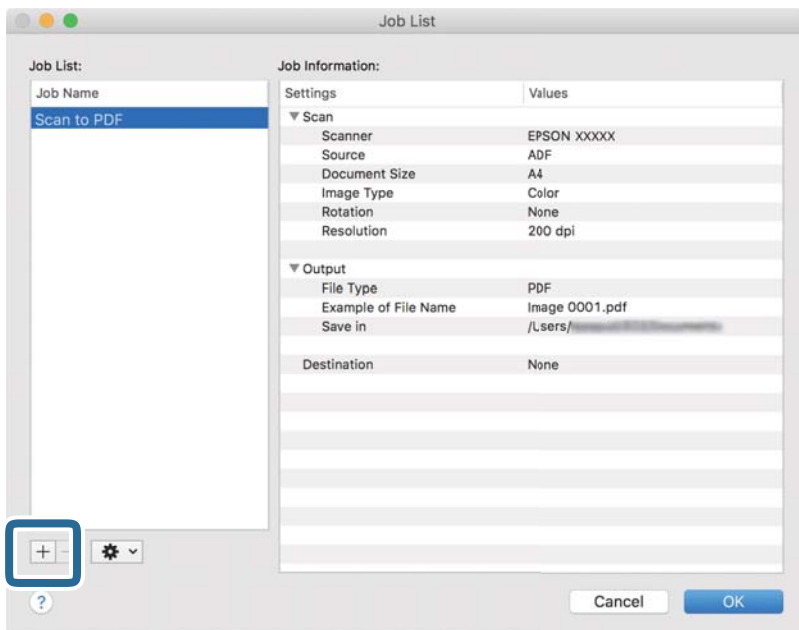 Job List
Job List:
Job Information:
Job Name
Settings Values
Scan to PDF
Scan
Scanner EPSON XXXXX
Source ADF
Document Size A4
Image Type Color
Rotation None
Resolution 200 dpi
Output
File Type PDF
Example of File Name Image 0001.pdf
Save in /Users/
Destination None
+ −
?
Cancel OK